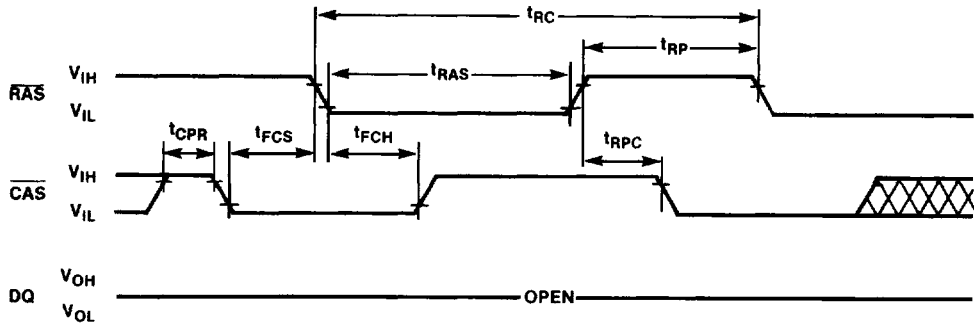 tRC
tRP
VIH
RAS
tRAS
VIL
tCPR
tFCS
tFCH
tRPC
VIH
CAS
VIL
VOH
DQ
OPEN
VOL